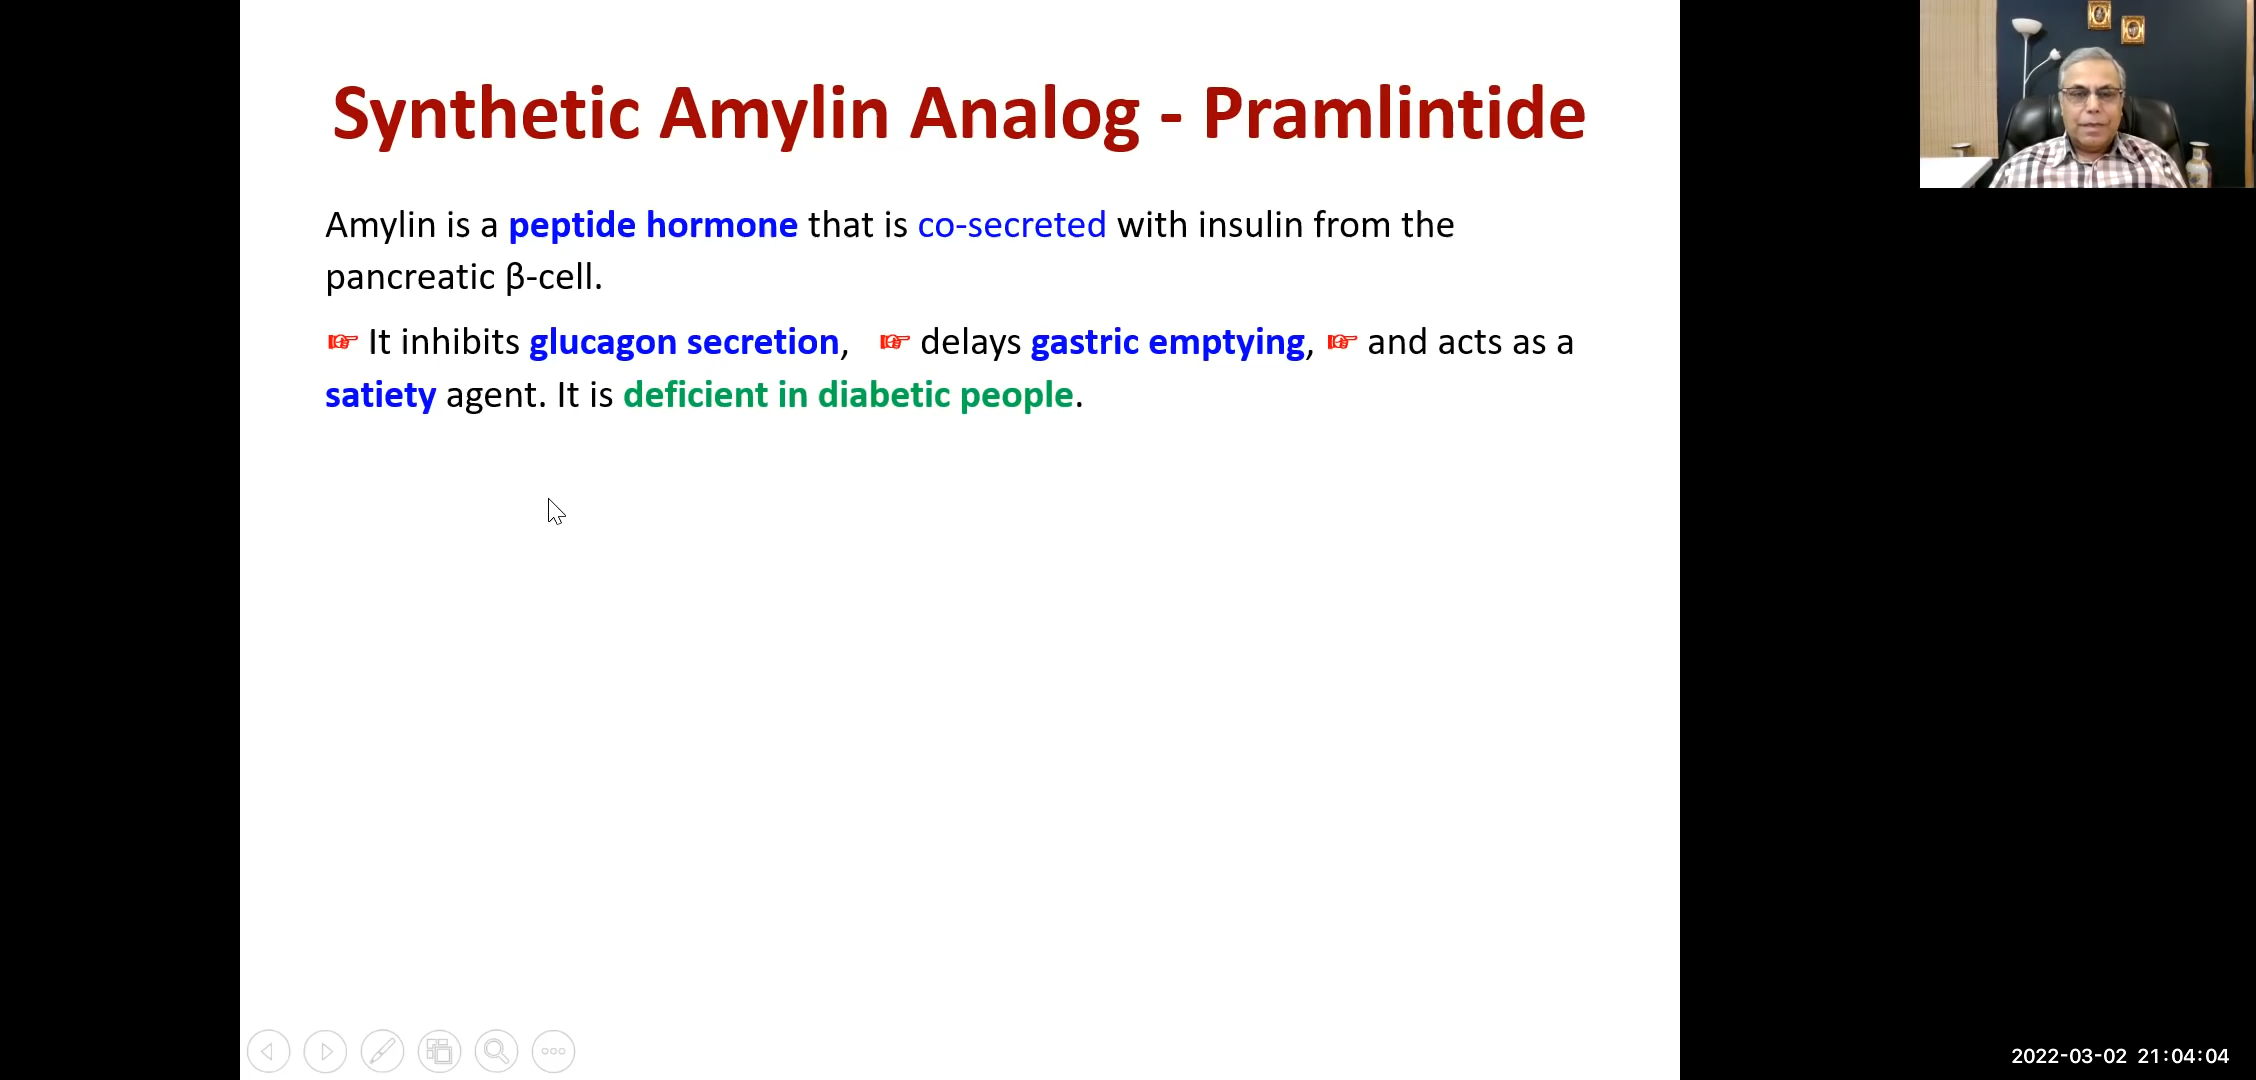 Synthetic Amylin Analog - Pramlintide
Amylin is a peptide hormone that is co-secreted with insulin from the
pancreatic β-cell.
☞ It inhibits glucagon secretion, ☞ delays gastric emptying, ☞ and acts as a
satiety agent. It is deficient in diabetic people.
2022-03-02 21:04:04